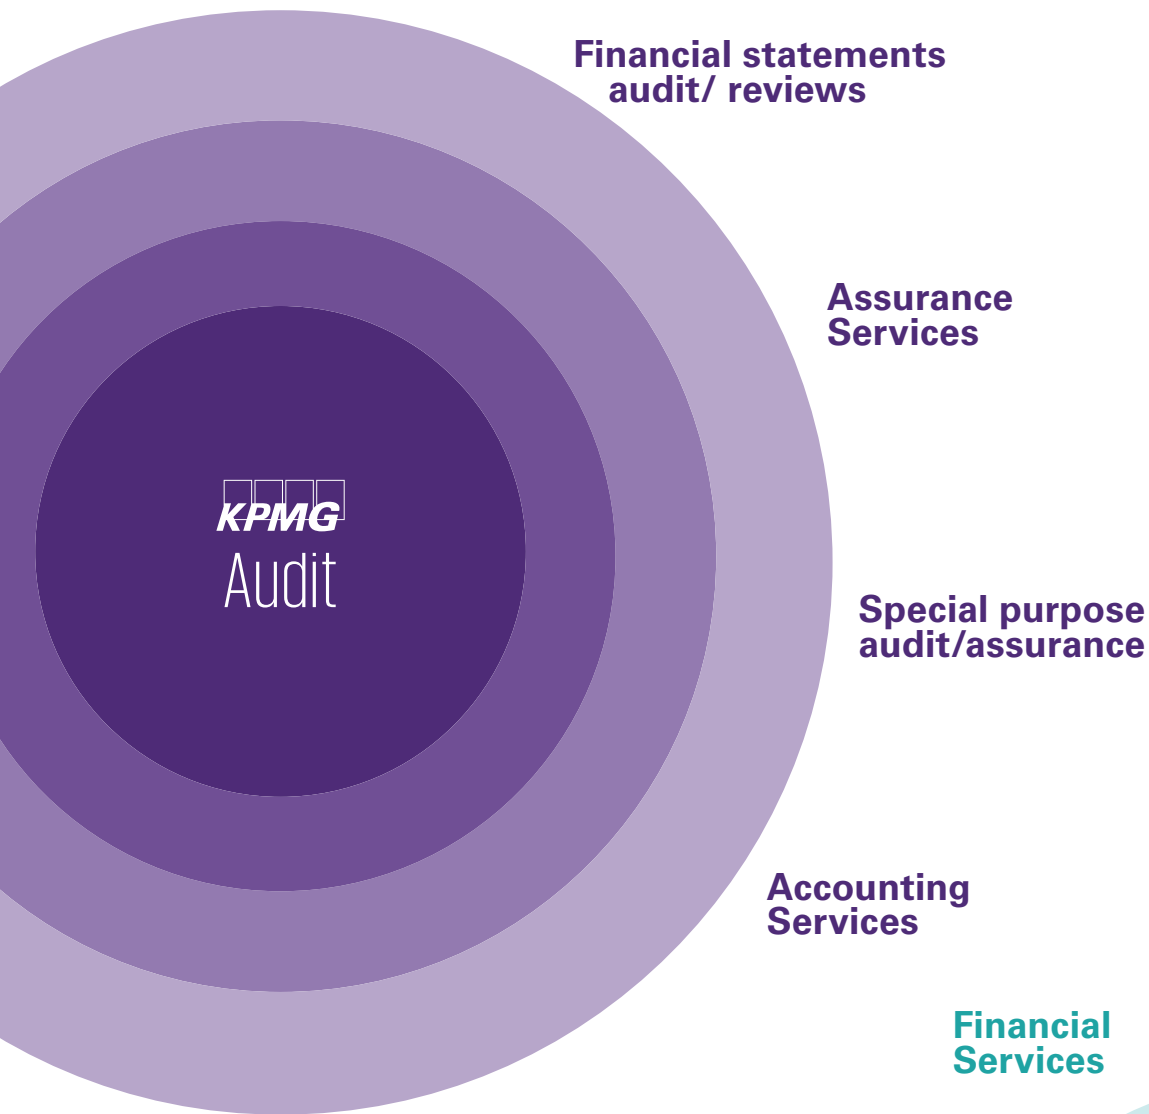 Financial statements
audit/ reviews
Assurance
Services
KPMG
Audit
Special purpose
audit/assurance
Accounting
Services
Financial
Services